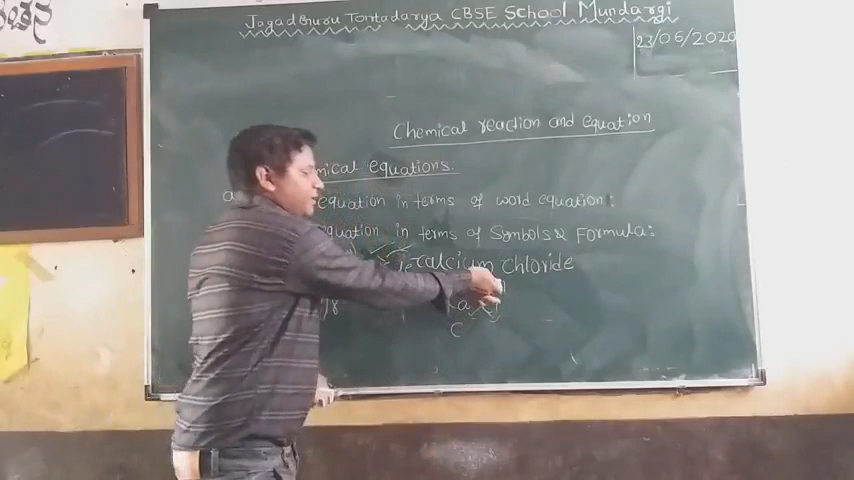 Jagadguru Tontadarya CBSE School Mundargi
23/06/2020
Chemical reaction and equation
mical equations:
equation in terms of word equation:
equation in terms of Symbols & Formula:
calcium chloride
C